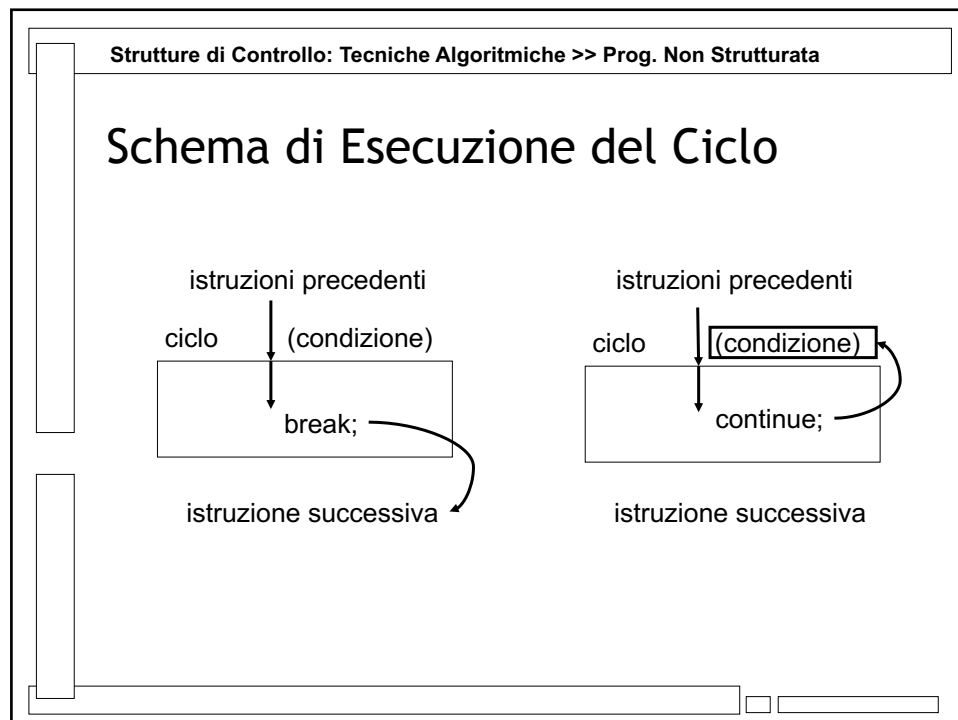 Strutture di Controllo: Tecniche Algoritmiche >> Prog. Non Strutturata
Schema di Esecuzione del Ciclo
istruzioni precedenti
ciclo (condizione)
break;
istruzione successiva
istruzioni precedenti
ciclo (condizione)
continue;
istruzione successiva